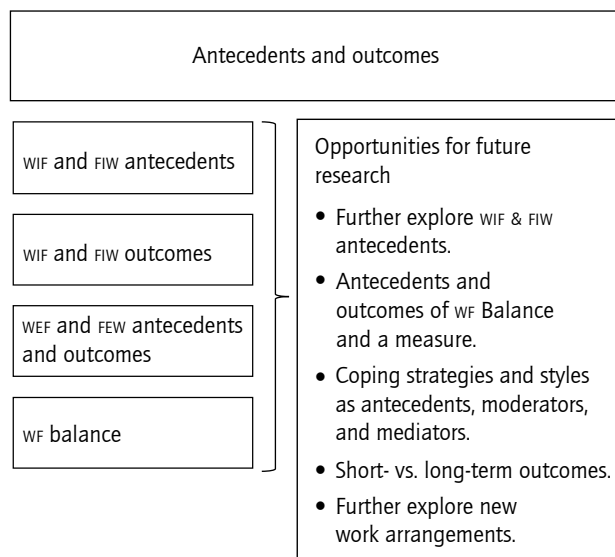 Antecedents and outcomes
WIF and FIW antecedents
WIF and FIW outcomes
WEF and FEW antecedents
and outcomes
WF balance
Opportunities for future
research
• Further explore WIF & FIW
antecedents.
• Antecedents and
outcomes of WF Balance
and a measure.
• Coping strategies and styles
as antecedents, moderators,
and mediators.
• Short- vs. long-term outcomes.
• Further explore new
work arrangements.